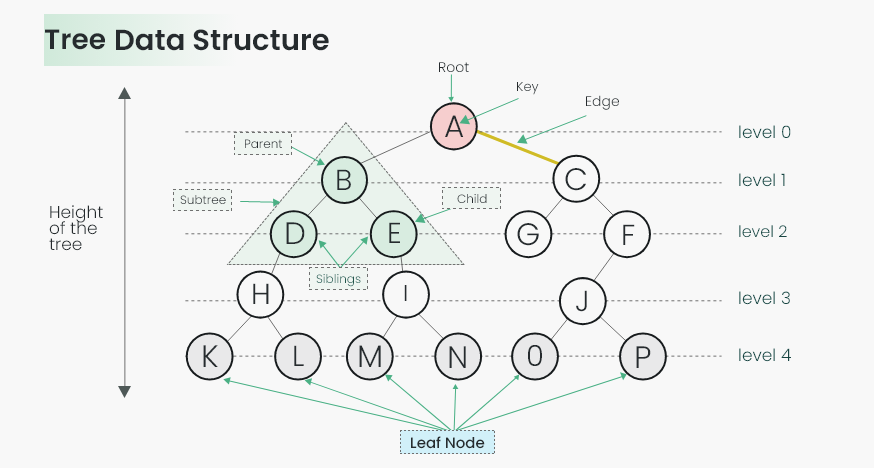 Tree Data Structure
Root
Key
Edge
A
level 0
Parent
B
C
level 1
Subtree
Child
Height
of the
tree
D
E
G
F
level 2
Siblings
H
I
J
level 3
K
L
M
N
0
P
level 4
Leaf Node